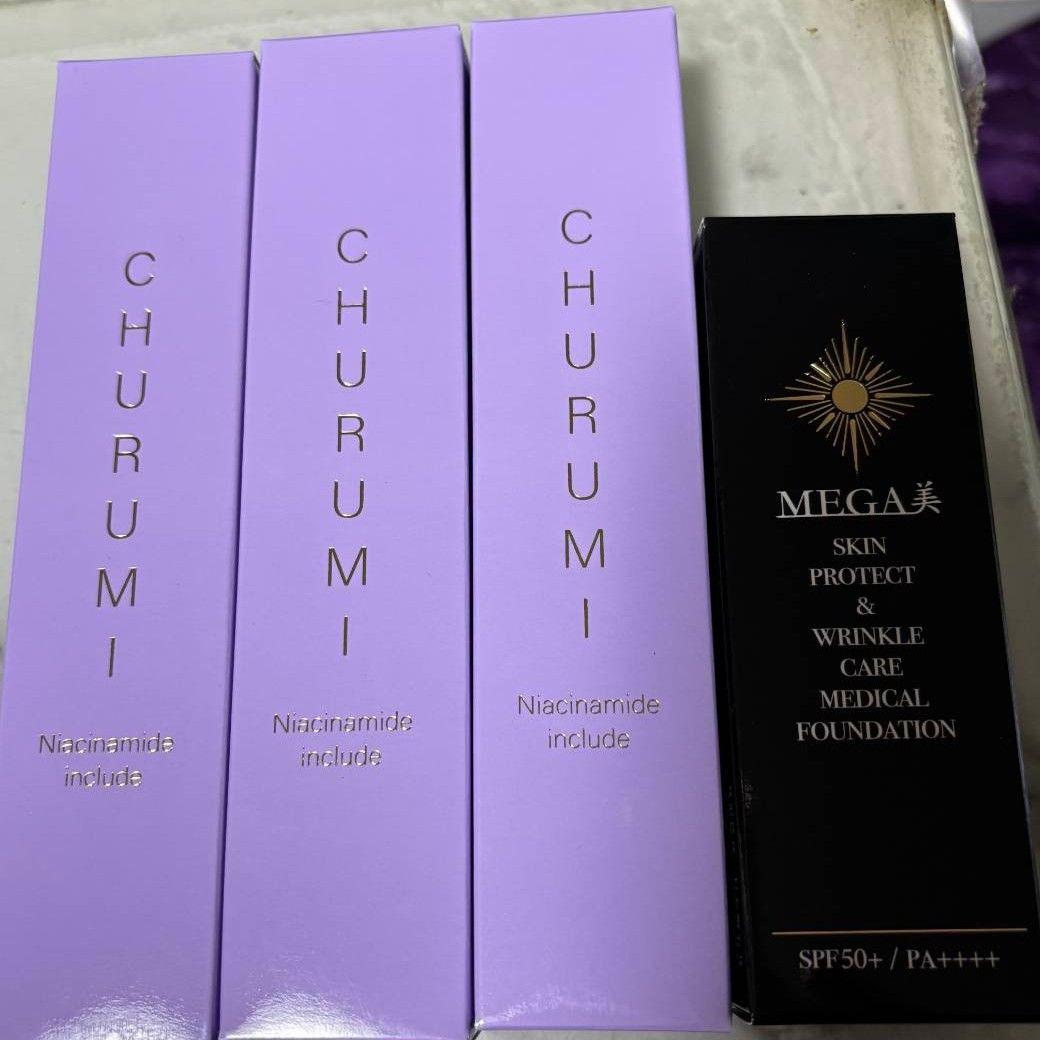 CHURUMI
Niacinamide
include
CHURUMI
Niacinamide
include
CHURUMI
Niacinamide
include
MEGA美
SKIN
PROTECT
&
WRINKLE
CARE
MEDICAL
FOUNDATION
SPF50+ / PA++++